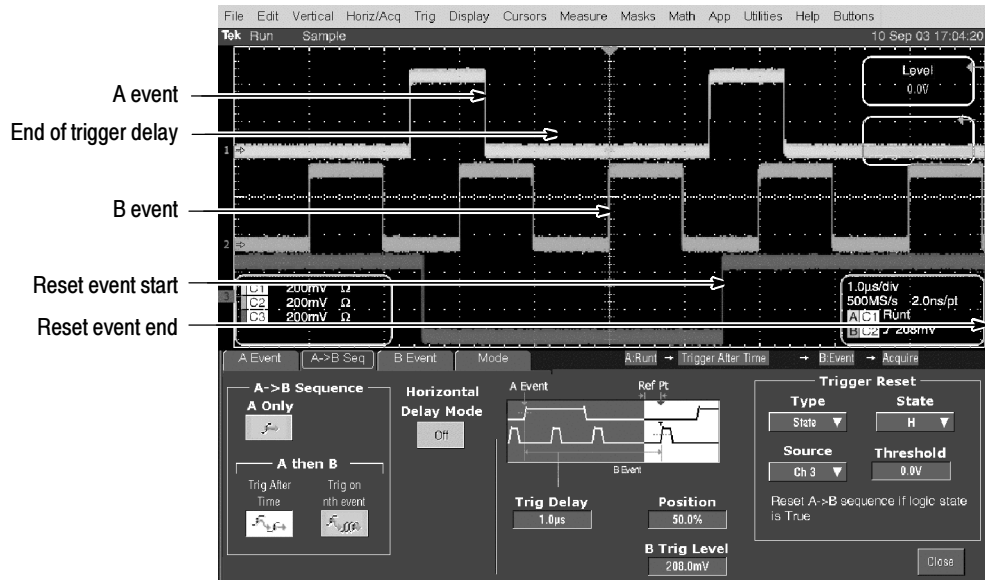 File Edit Vertical Horiz/Acq Trig Display Cursors Measure Masks Math App Utilities Help Buttons
Tek Run Sample 10 Sep 03 17:04:20
Level
0.0V
A event
End of trigger delay
1
B event
2
Reset event start
3
Reset event end
C1 200mV Ω
C2 200mV Ω
C3 200mV Ω
1.0µs/div
500MS/s 2.0ns/pt
A C1 Runt
B C2 208mV
A Event A->B Seq B Event Mode A:Runt → Trigger After Time → B:Event → Acquire
A->B Sequence
A Only
A then B
Trig After Time
Trig on nth event
Horizontal Delay Mode
Off
A Event
Ref Pt
B Event
Trig Delay
1.0µs
Position
50.0%
B Trig Level
208.0mV
Trigger Reset
Type State
State H
Source Threshold
Ch 3 0.0V
Reset A->B sequence if logic state
is True
Close